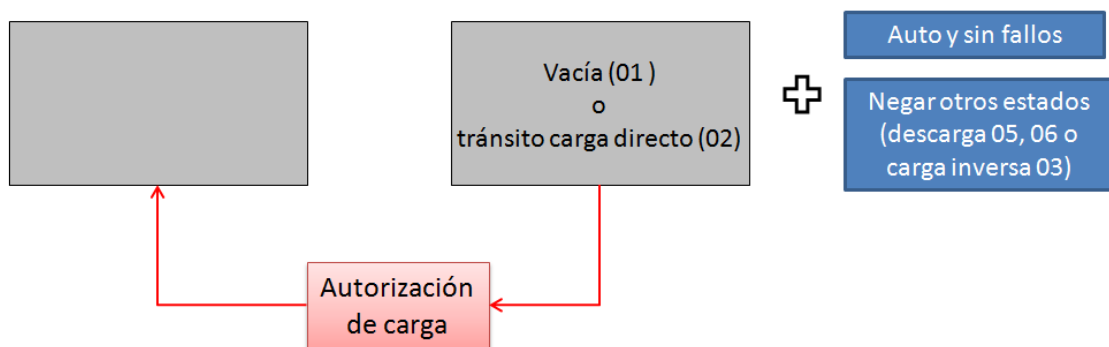 Vacía (01 )
o
tránsito carga directo (02)
Auto y sin fallos
Negar otros estados
(descarga 05, 06 o
carga inversa 03)
Autorización
de carga